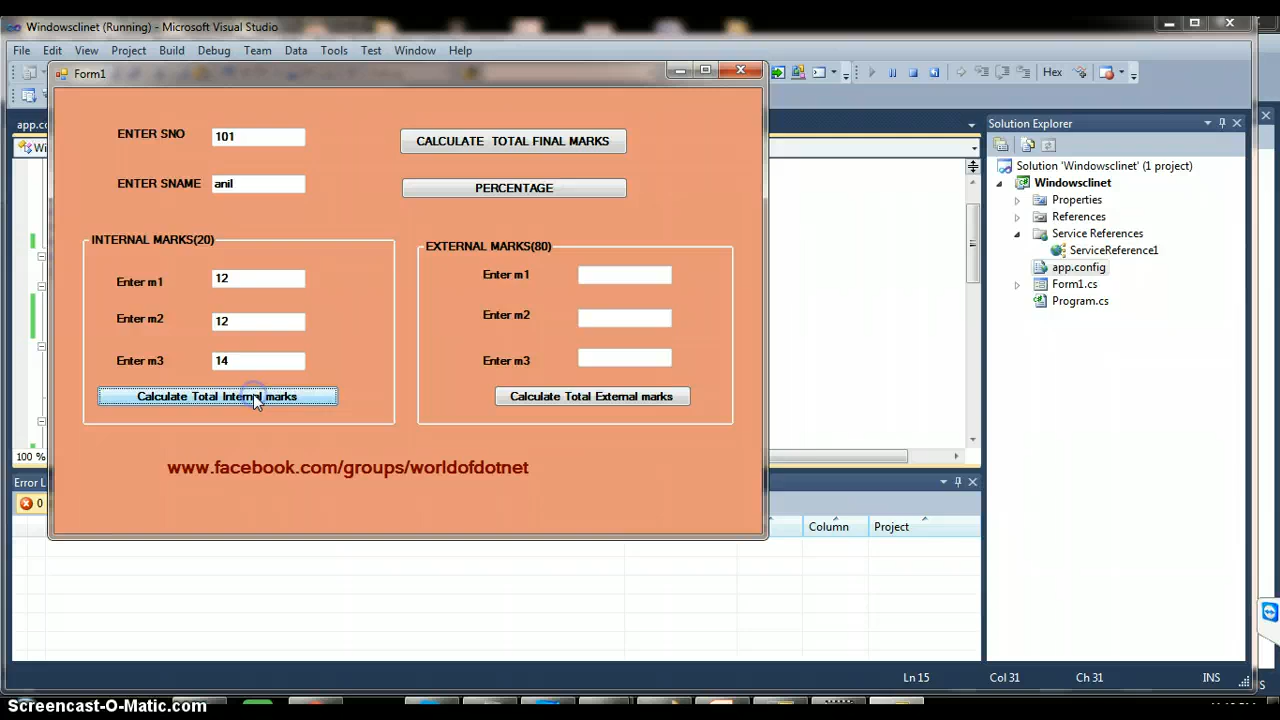 Windowsclinet (Running) - Microsoft Visual Studio
File Edit View Project Build Debug Team Data Tools Test Window Help
Form1
Hex
app.co
Solution Explorer
ENTER SNO 101
CALCULATE TOTAL FINAL MARKS
ENTER SNAME anil
PERCENTAGE
INTERNAL MARKS(20)
Enter m1 12
Enter m2 12
Enter m3 14
Calculate Total Internal marks
EXTERNAL MARKS(80)
Enter m1
Enter m2
Enter m3
Calculate Total External marks
www.facebook.com/groups/worldofdotnet
Solution 'Windowsclinet' (1 project)
Windowsclinet
Properties
References
Service References
ServiceReference1
app.config
Form1.cs
Program.cs
100 %
Error L
0
Column Project
Ln 15 Col 31 Ch 31 INS
Screencast-O-Matic.com